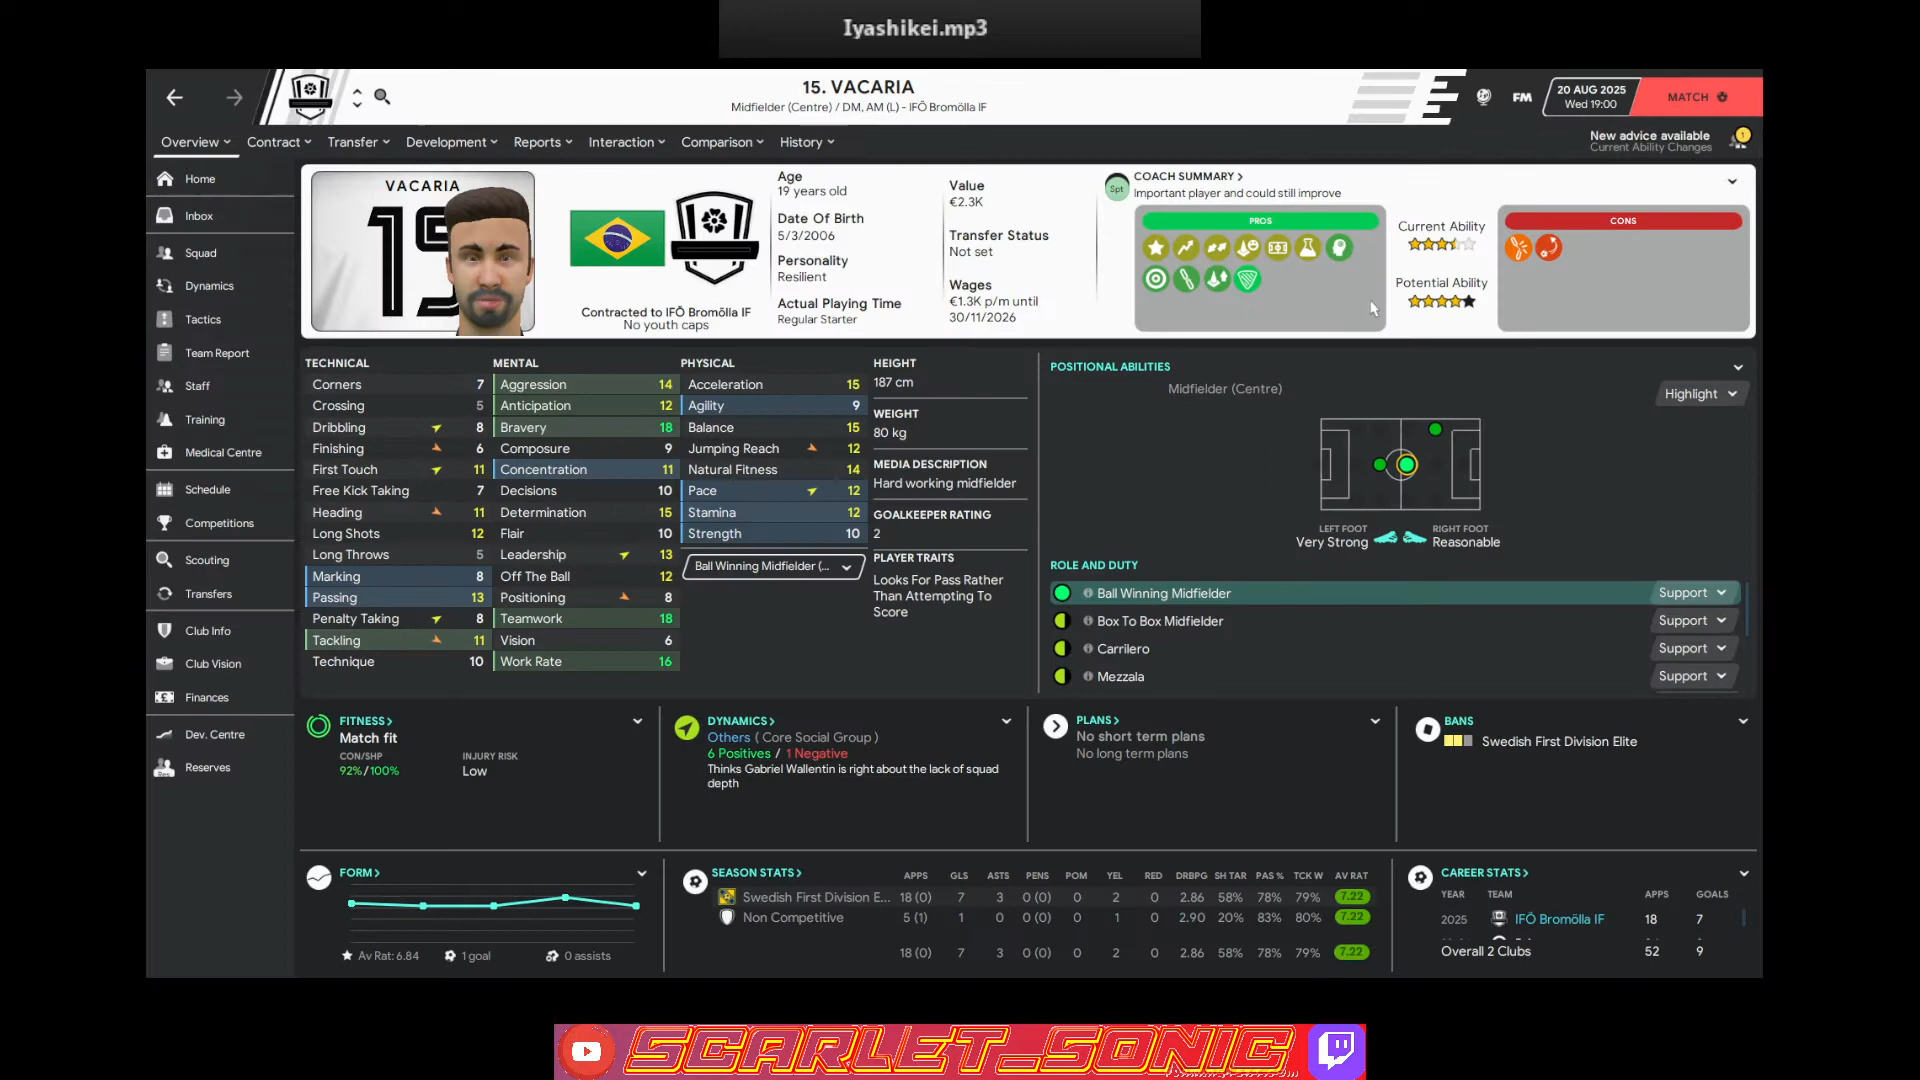 Iyashikei.mp3
15. VACARIA
Midfielder (Centre) / DM, AM (L) - IFÖ Bromölla IF
FM
20 AUG 2025
Wed 19:00
MATCH
Overview
Contract
Transfer
Development
Reports
Interaction
Comparison
History
New advice available
Current Ability Changes
1
Home
Inbox
Squad
Dynamics
Tactics
Team Report
Staff
Training
Medical Centre
Schedule
Competitions
Scouting
Transfers
Club Info
Club Vision
Finances
Dev. Centre
Reserves
VACARIA
Contracted to IFÖ Bromölla IF
No youth caps
Age
19 years old
Date Of Birth
5/3/2006
Personality
Resilient
Actual Playing Time
Regular Starter
Value
€2.3K
Transfer Status
Not set
Wages
€1.3K p/m until
30/11/2026
Spt
COACH SUMMARY >
Important player and could still improve
PROS
Current Ability
Potential Ability
CONS
TECHNICAL
Corners 7
Crossing 5
Dribbling 8
Finishing 6
First Touch 11
Free Kick Taking 7
Heading 11
Long Shots 12
Long Throws 5
Marking 8
Passing 13
Penalty Taking 8
Tackling 11
Technique 10
MENTAL
Aggression 14
Anticipation 12
Bravery 18
Composure 9
Concentration 11
Decisions 10
Determination 15
Flair 10
Leadership 13
Off The Ball 12
Positioning 8
Teamwork 18
Vision 6
Work Rate 16
PHYSICAL
Acceleration 15
Agility 9
Balance 15
Jumping Reach 12
Natural Fitness 14
Pace 12
Stamina 12
Strength 10
Ball Winning Midfielder (...
HEIGHT
187 cm
WEIGHT
80 kg
MEDIA DESCRIPTION
Hard working midfielder
GOALKEEPER RATING
2
PLAYER TRAITS
Looks For Pass Rather
Than Attempting To
Score
POSITIONAL ABILITIES
Midfielder (Centre)
Highlight
LEFT FOOT
Very Strong
RIGHT FOOT
Reasonable
ROLE AND DUTY
Ball Winning Midfielder Support
Box To Box Midfielder Support
Carrilero Support
Mezzala Support
FITNESS >
Match fit
CON/SHP
92%/100%
INJURY RISK
Low
DYNAMICS >
Others ( Core Social Group )
6 Positives / 1 Negative
Thinks Gabriel Wallentin is right about the lack of squad
depth
PLANS >
No short term plans
No long term plans
BANS
Swedish First Division Elite
FORM >
Av Rat: 6.84 1 goal 0 assists
SEASON STATS > APPS GLS ASTS PENS POM YEL RED DRBPG SH TAR PAS % TCK W AV RAT
Swedish First Division E... 18 (0) 7 3 0 (0) 0 2 0 2.86 58% 78% 79% 7.22
Non Competitive 5 (1) 1 0 0 (0) 0 1 0 2.90 20% 83% 80% 7.22
18 (0) 7 3 0 (0) 0 2 0 2.86 58% 78% 79% 7.22
CAREER STATS >
YEAR TEAM APPS GOALS
2025 IFÖ Bromölla IF 18 7
Overall 2 Clubs 52 9
SCARLET_SONIC